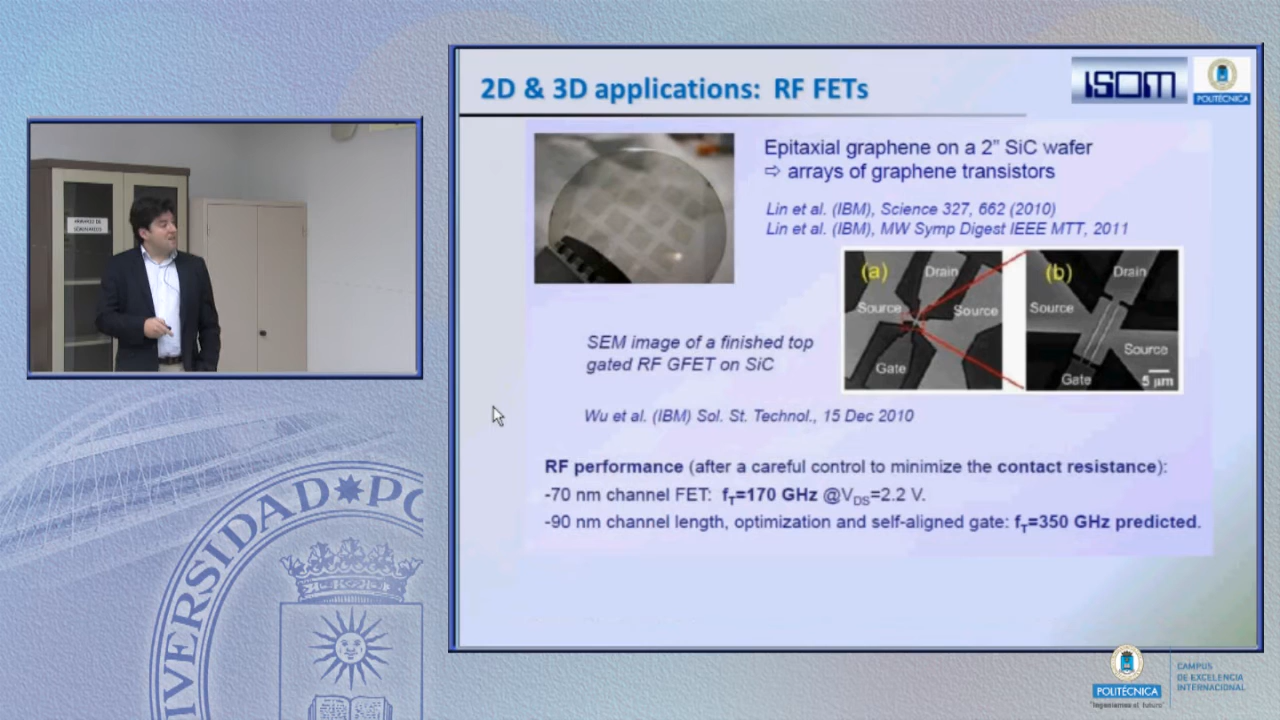 2D & 3D applications: RF FETs
ISOM
POLITÉCNICA
Epitaxial graphene on a 2" SiC wafer
⇨ arrays of graphene transistors
Lin et al. (IBM), Science 327, 662 (2010)
Lin et al. (IBM), MW Symp Digest IEEE MTT, 2011
(a)
Drain
Source
Source
Gate
(b)
Drain
Source
Source
Gate
5 μm
SEM image of a finished top
gated RF GFET on SiC
Wu et al. (IBM) Sol. St. Technol., 15 Dec 2010
RF performance (after a careful control to minimize the contact resistance):
-70 nm channel FET: fT=170 GHz @VDS=2.2 V.
-90 nm channel length, optimization and self-aligned gate: fT=350 GHz predicted.
IVERSIDAD PO
POLITÉCNICA
"Ingeniamos el futuro"
CAMPUS
DE EXCELENCIA
INTERNACIONAL